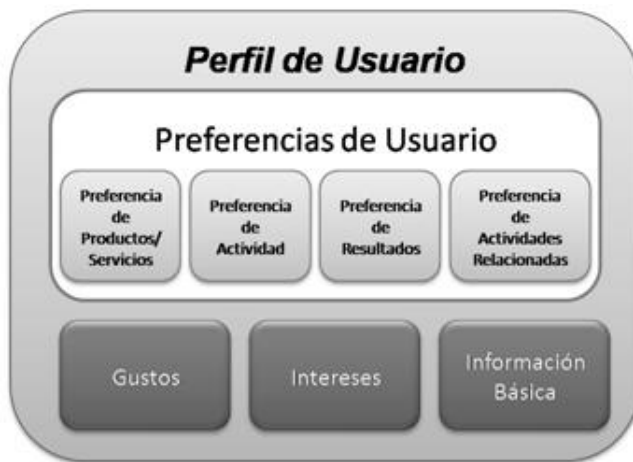 Perfil de Usuario
Preferencias de Usuario
Preferencia
de
Productos/
Servicios
Preferencia
de
Actividad
Preferencia
de
Resultados
Preferencia
de
Actividades
Relacionadas
Gustos
Intereses
Información
Básica